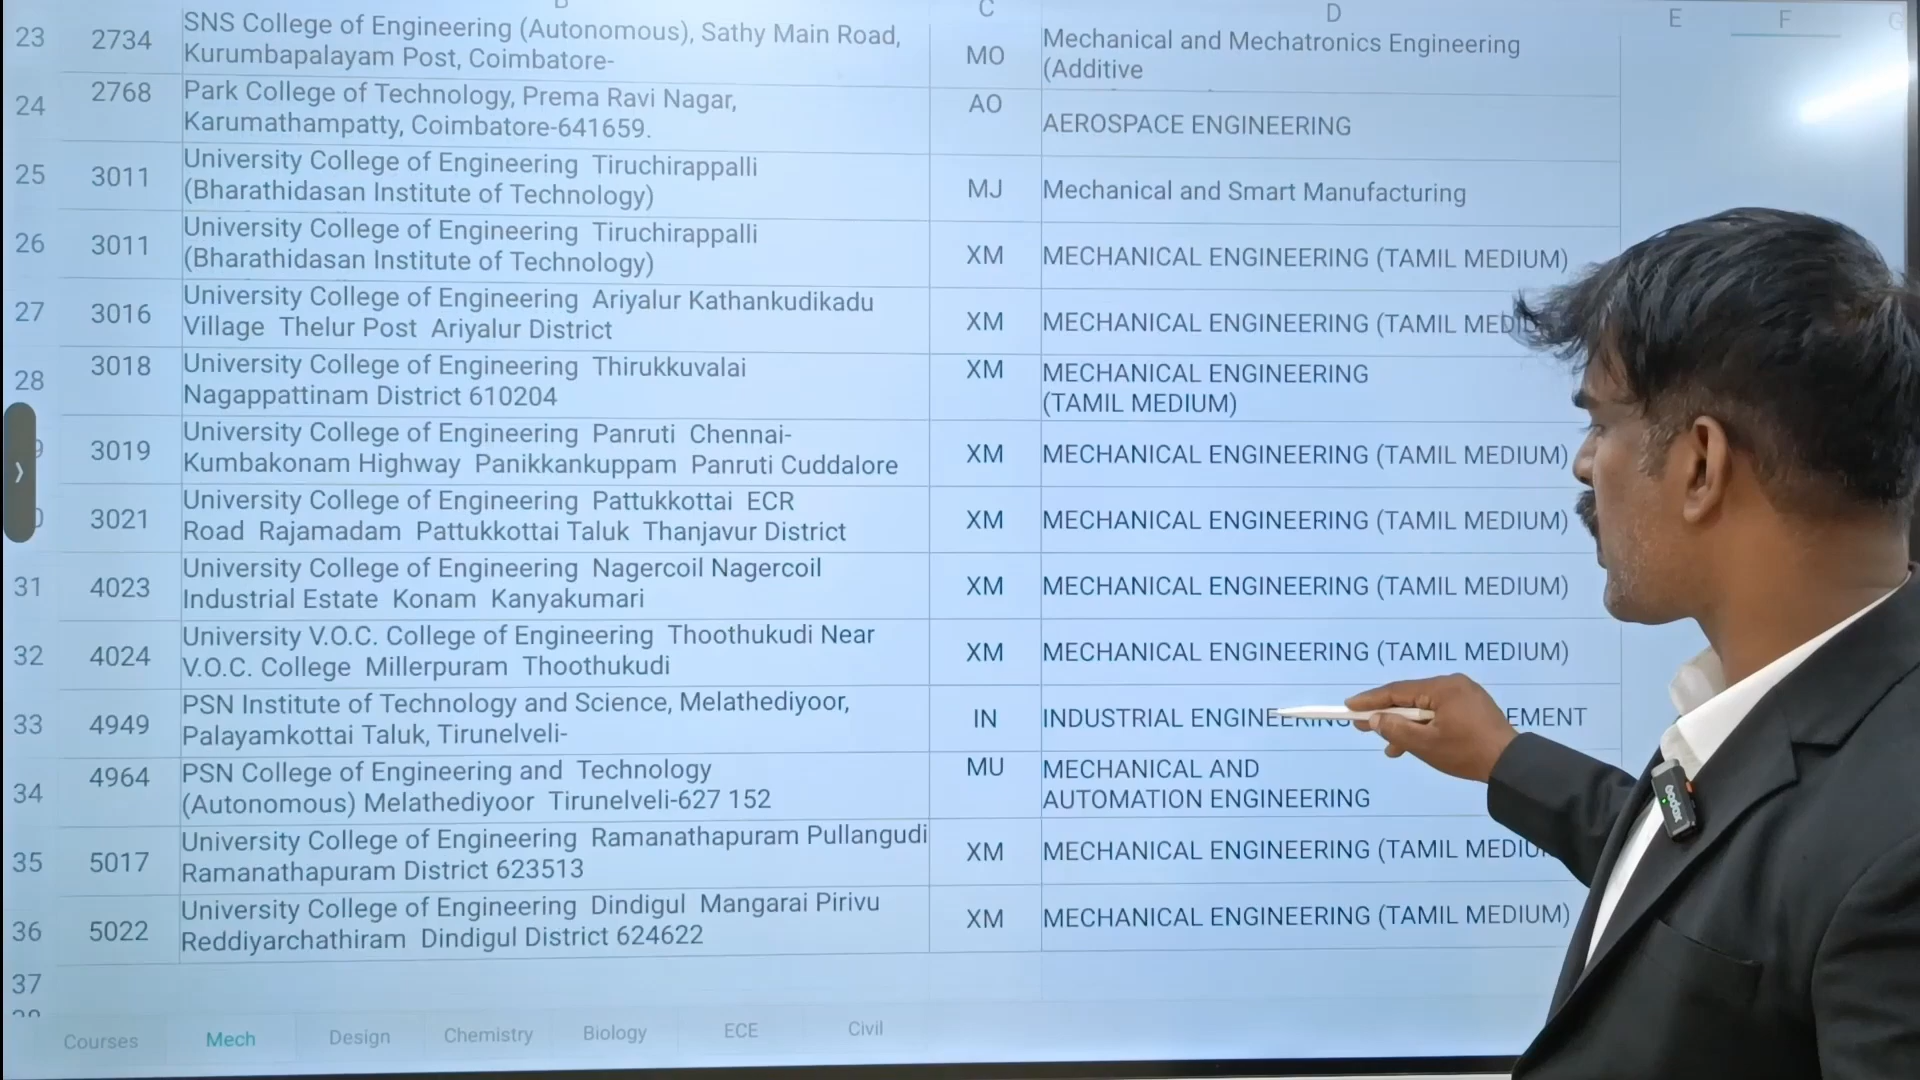 B C D E F G
23 2734 SNS College of Engineering (Autonomous), Sathy Main Road,
Kurumbapalayam Post, Coimbatore-
MO Mechanical and Mechatronics Engineering
(Additive
24 2768 Park College of Technology, Prema Ravi Nagar,
Karumathampatty, Coimbatore-641659.
AO AEROSPACE ENGINEERING
25 3011 University College of Engineering Tiruchirappalli
(Bharathidasan Institute of Technology)
MJ Mechanical and Smart Manufacturing
26 3011 University College of Engineering Tiruchirappalli
(Bharathidasan Institute of Technology)
XM MECHANICAL ENGINEERING (TAMIL MEDIUM)
27 3016 University College of Engineering Ariyalur Kathankudikadu
Village Thelur Post Ariyalur District
XM MECHANICAL ENGINEERING (TAMIL
28 3018 University College of Engineering Thirukkuvalai
Nagappattinam District 610204
XM MECHANICAL ENGINEERING
(TAMIL MEDIUM)
3019 University College of Engineering Panruti Chennai-
Kumbakonam Highway Panikkankuppam Panruti Cuddalore
XM MECHANICAL ENGINEERING (TAMIL MEDIUM)
3021 University College of Engineering Pattukkottai ECR
Road Rajamadam Pattukkottai Taluk Thanjavur District
XM MECHANICAL ENGINEERING (TAMIL MEDIUM)
31 4023 University College of Engineering Nagercoil Nagercoil
Industrial Estate Konam Kanyakumari
XM MECHANICAL ENGINEERING (TAMIL MEDIUM)
32 4024 University V.O.C. College of Engineering Thoothukudi Near
V.O.C. College Millerpuram Thoothukudi
XM MECHANICAL ENGINEERING (TAMIL MEDIUM)
33 4949 PSN Institute of Technology and Science, Melathediyoor,
Palayamkottai Taluk, Tirunelveli-
IN INDUSTRIAL ENGINEERING
34 4964 PSN College of Engineering and Technology
(Autonomous) Melathediyoor Tirunelveli-627 152
MU MECHANICAL AND
AUTOMATION ENGINEERING
35 5017 University College of Engineering Ramanathapuram Pullangudi
Ramanathapuram District 623513
XM MECHANICAL ENGINEERING (TAMIL
36 5022 University College of Engineering Dindigul Mangarai Pirivu
Reddiyarchathiram Dindigul District 624622
XM MECHANICAL ENGINEERING (TAMIL MEDIUM)
37
Courses Mech Design Chemistry Biology ECE Civil
Godox